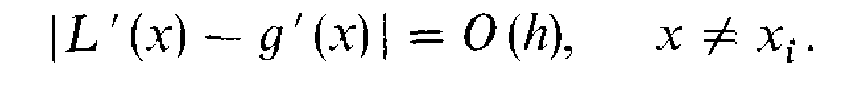 |L′(x) − g′(x)| = O(h),  x ≠ xᵢ.